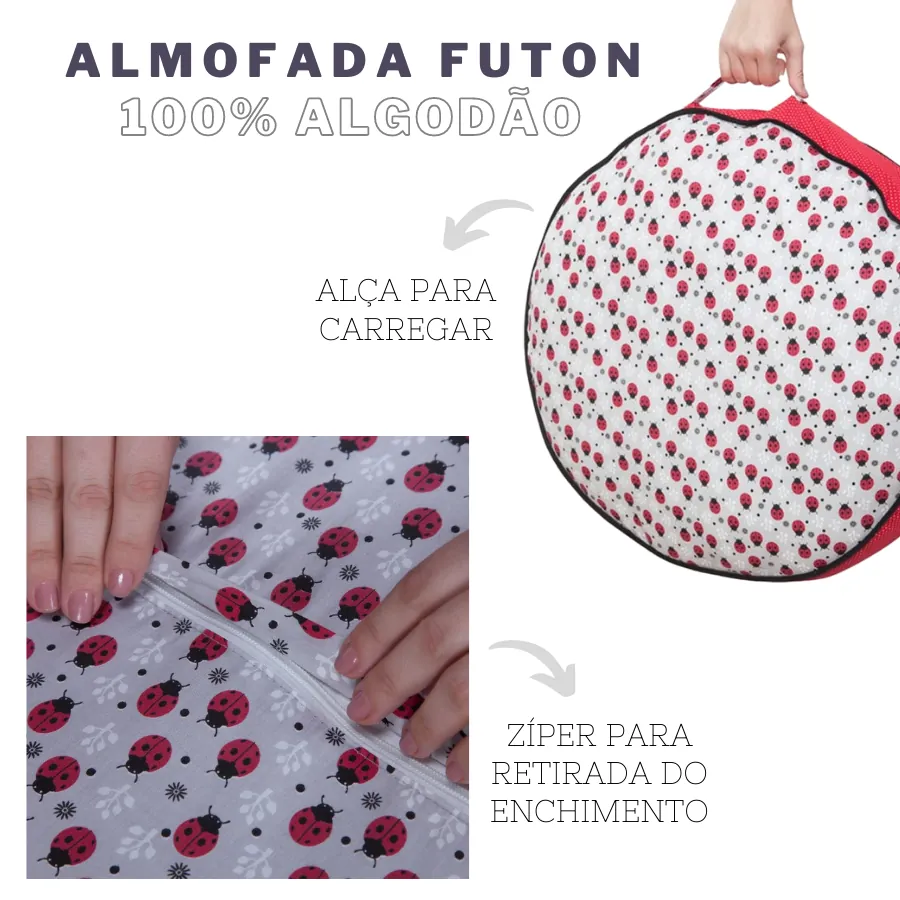 ALMOFADA FUTON
100% ALGODÃO
ALÇA PARA
CARREGAR
ZÍPER PARA
RETIRADA DO
ENCHIMENTO